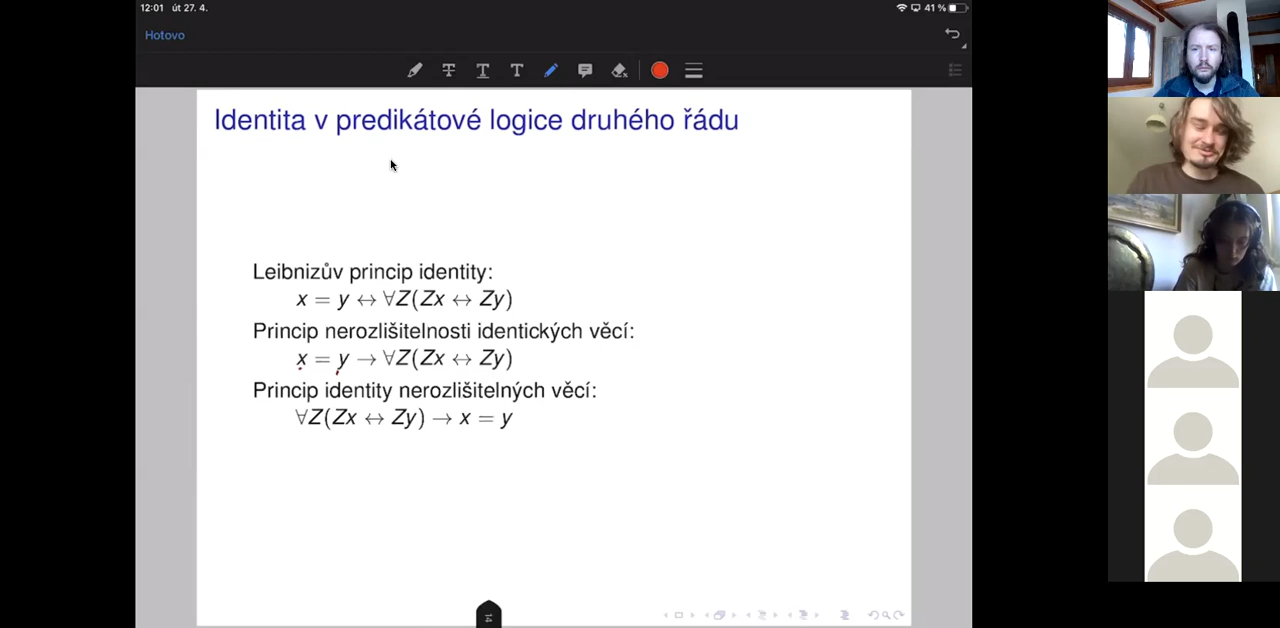 12:01 út 27. 4.
41 %
Hotovo
T T T
Identita v predikátové logice druhého řádu
Leibnizův princip identity:
x = y ↔ ∀Z(Zx ↔ Zy)
Princip nerozlišitelnosti identických věcí:
x = y → ∀Z(Zx ↔ Zy)
Princip identity nerozlišitelných věcí:
∀Z(Zx ↔ Zy) → x = y
14